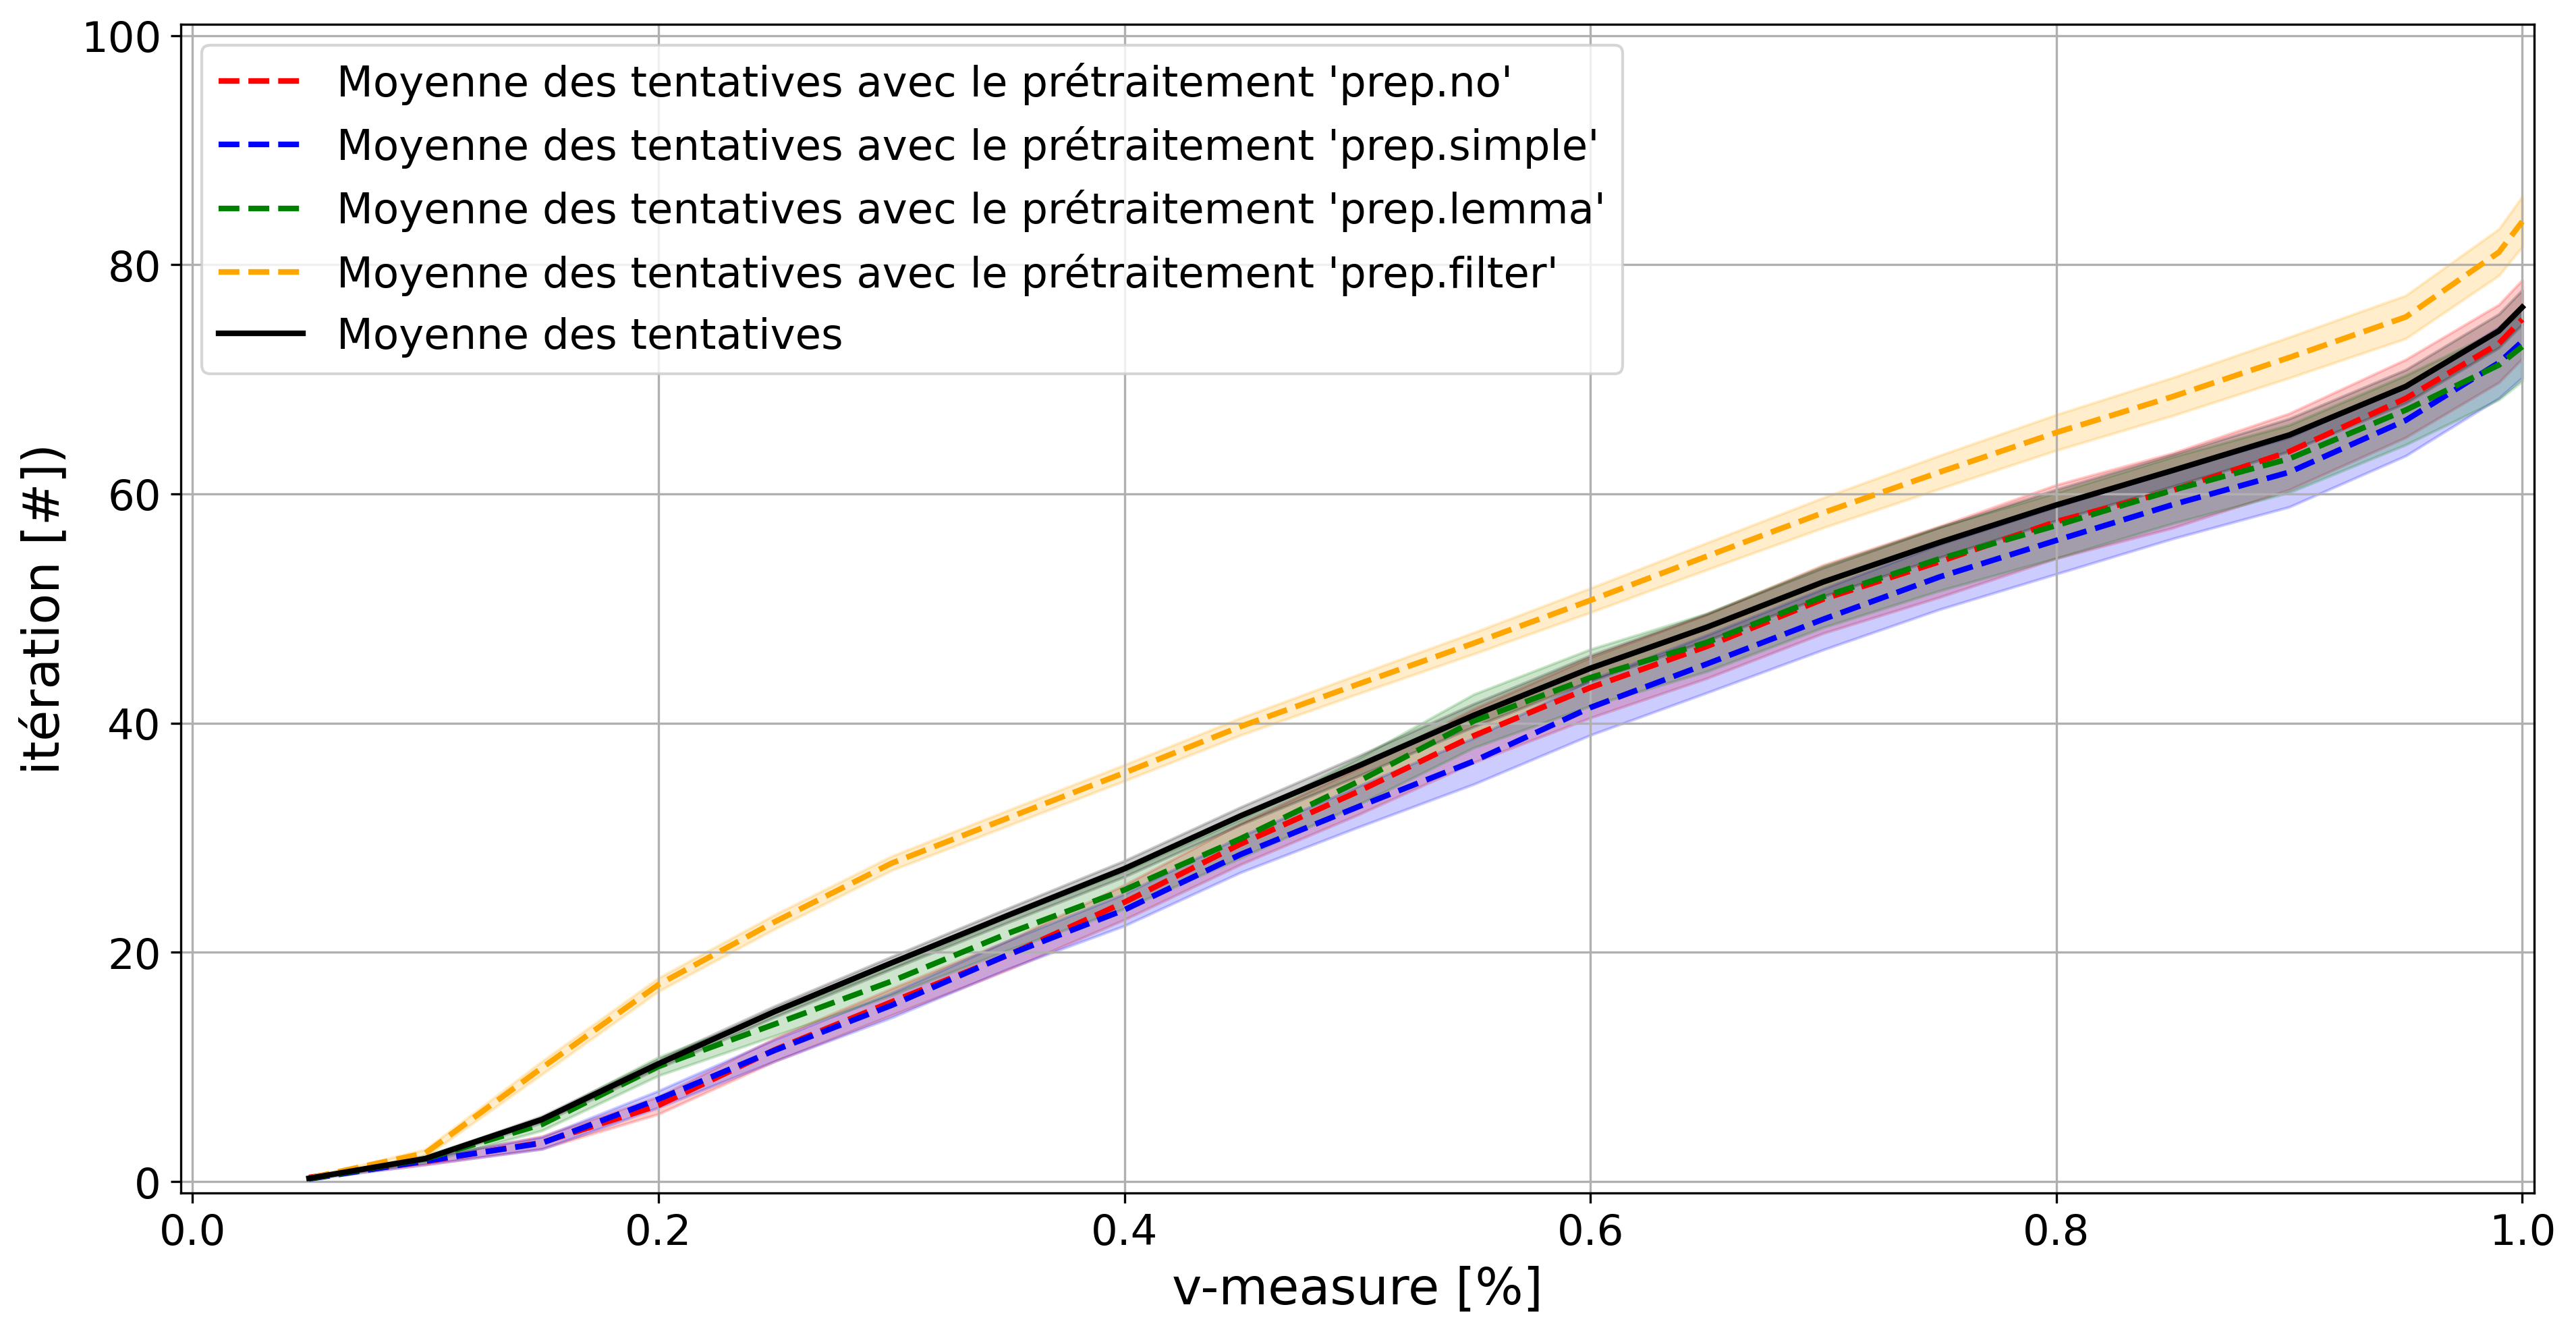 100
80
60
40
20
0
itération [#])
Moyenne des tentatives avec le prétraitement 'prep.no'
Moyenne des tentatives avec le prétraitement 'prep.simple'
Moyenne des tentatives avec le prétraitement 'prep.lemma'
Moyenne des tentatives avec le prétraitement 'prep.filter'
Moyenne des tentatives
0.0 0.2 0.4 0.6 0.8 1.0
v-measure [%]